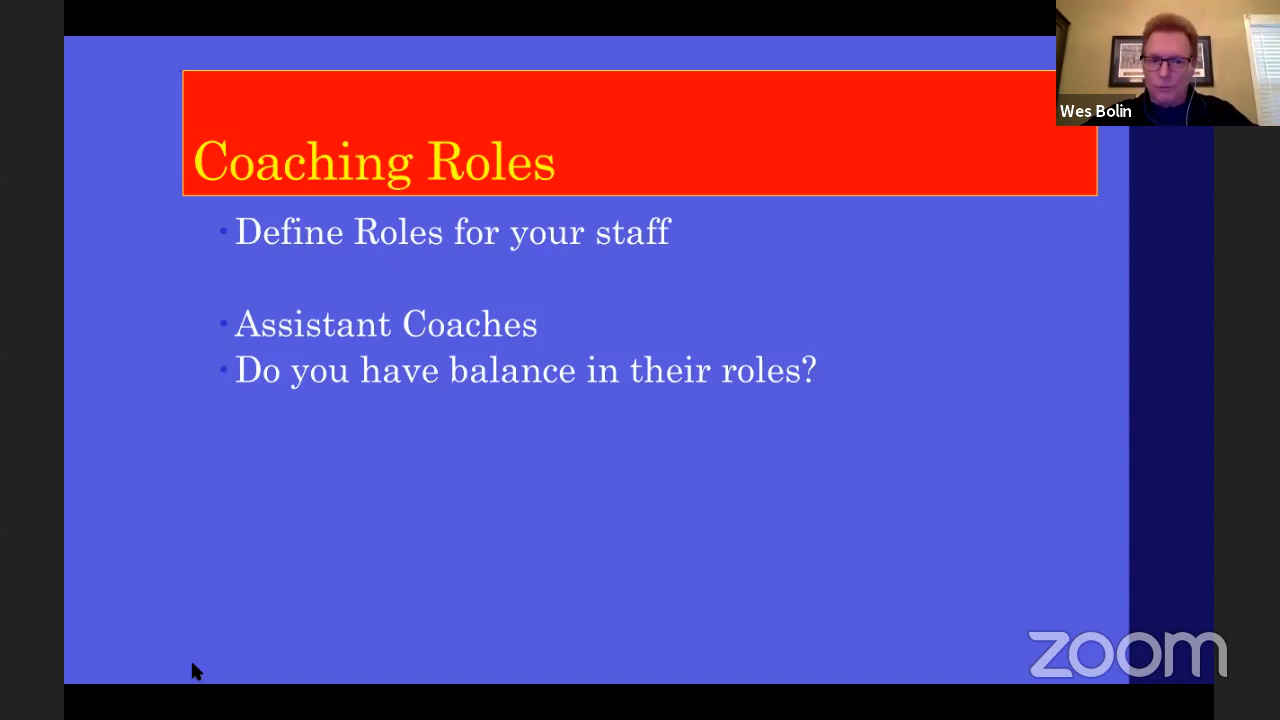 Wes Bolin
Coaching Roles
• Define Roles for your staff
• Assistant Coaches
• Do you have balance in their roles?
zoom